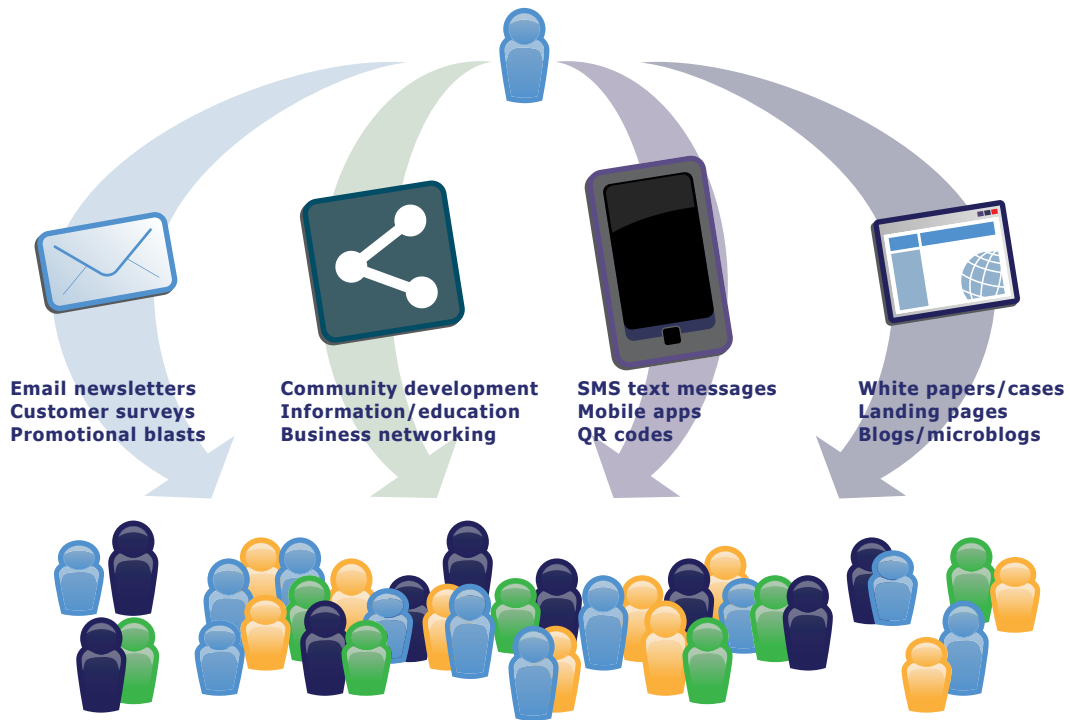 Email newsletters
Customer surveys
Promotional blasts
Community development
Information/education
Business networking
SMS text messages
Mobile apps
QR codes
White papers/cases
Landing pages
Blogs/microblogs